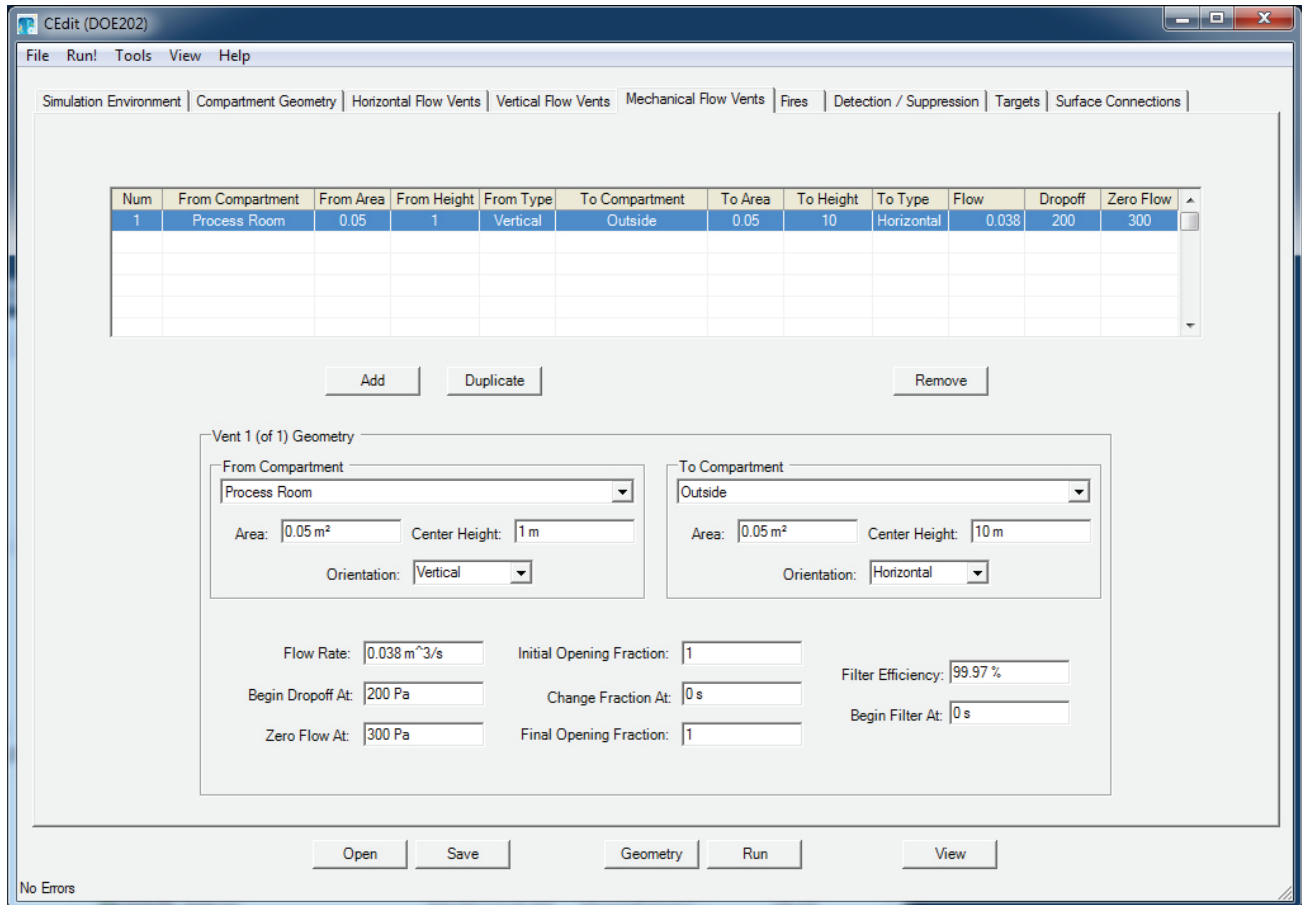 CEdit (DOE202)
File Run! Tools View Help
Simulation Environment Compartment Geometry Horizontal Flow Vents Vertical Flow Vents Mechanical Flow Vents Fires Detection / Suppression Targets Surface Connections
Num From Compartment From Area From Height From Type To Compartment To Area To Height To Type Flow Dropoff Zero Flow
1 Process Room 0.05 1 Vertical Outside 0.05 10 Horizontal 0.038 200 300
Add Duplicate Remove
Vent 1 (of 1) Geometry
From Compartment To Compartment
Process Room Outside
Area: 0.05 m² Center Height: 1 m Area: 0.05 m² Center Height: 10 m
Orientation: Vertical Orientation: Horizontal
Flow Rate: 0.038 m^3/s Initial Opening Fraction: 1 Filter Efficiency: 99.97 %
Begin Dropoff At: 200 Pa Change Fraction At: 0 s Begin Filter At: 0 s
Zero Flow At: 300 Pa Final Opening Fraction: 1
Open Save Geometry Run View
No Errors